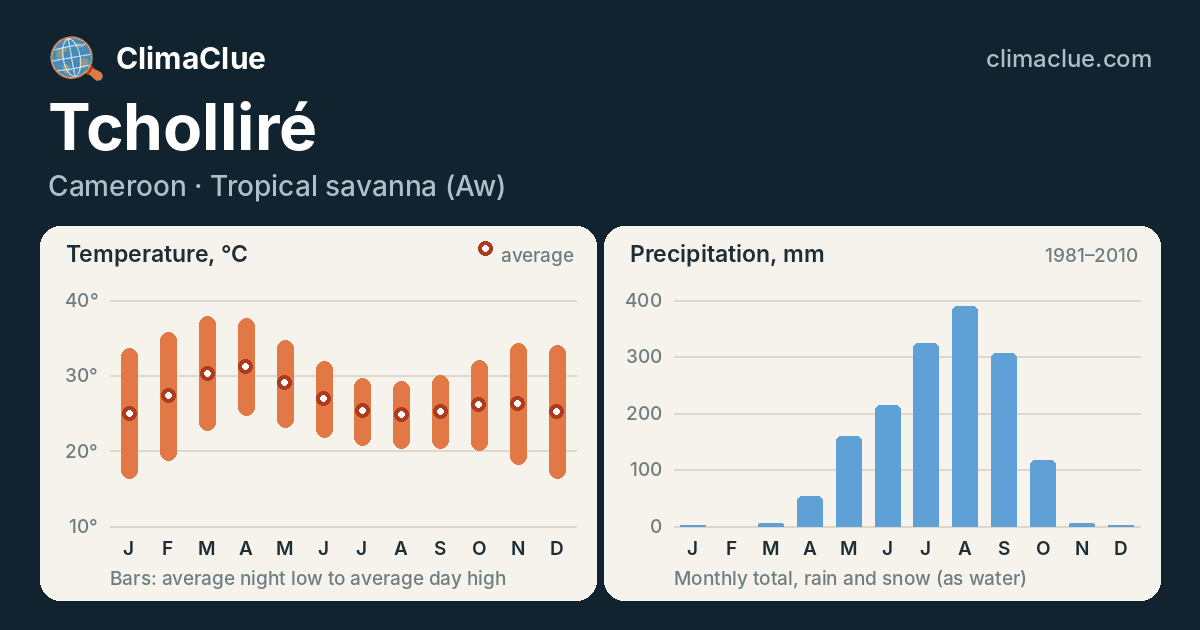 ClimaClue
climaclue.com
Tcholliré
Cameroon · Tropical savanna (Aw)
Temperature, °C
average
40°
30°
20°
10°
J F M A M J J A S O N D
Bars: average night low to average day high
Precipitation, mm
1981–2010
400
300
200
100
0
J F M A M J J A S O N D
Monthly total, rain and snow (as water)